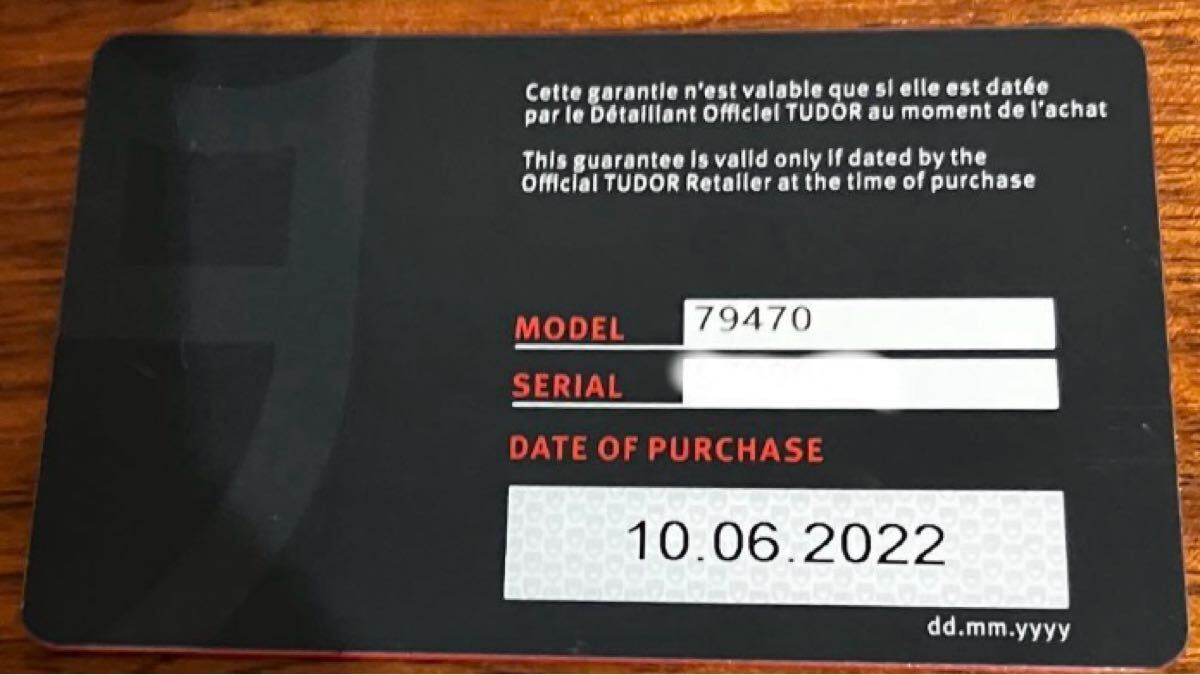 Cette garantie n'est valable que si elle est datée
par le Détaillant Officiel TUDOR au moment de l'achat
This guarantee is valid only if dated by the
Official TUDOR Retailer at the time of purchase
MODEL 79470
SERIAL
DATE OF PURCHASE
10.06.2022
dd.mm.yyyy